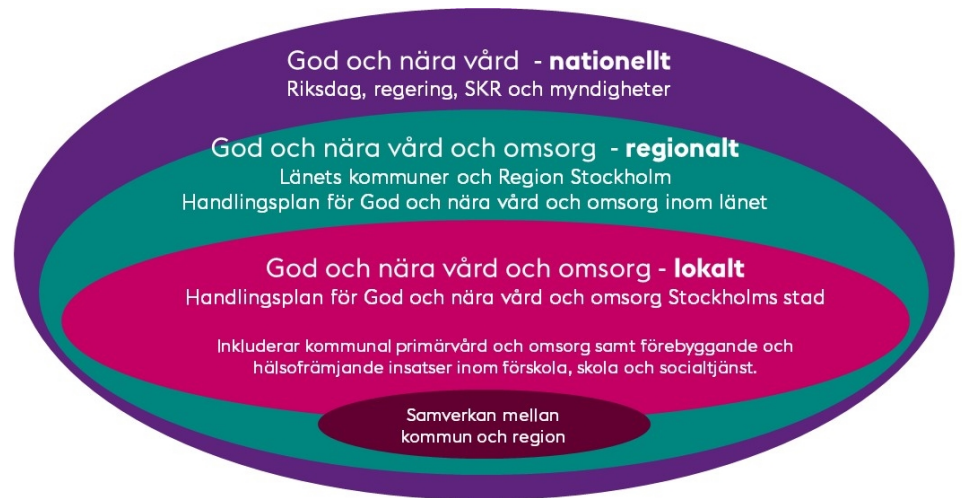 God och nära vård - nationellt
Riksdag, regering, SKR och myndigheter
God och nära vård och omsorg - regionalt
Länets kommuner och Region Stockholm
Handlingsplan för God och nära vård och omsorg inom länet
God och nära vård och omsorg - lokalt
Handlingsplan för God och nära vård och omsorg Stockholms stad
Inkluderar kommunal primärvård och omsorg samt förebyggande och
hälsofrämjande insatser inom förskola, skola och socialtjänst.
Samverkan mellan
kommun och region